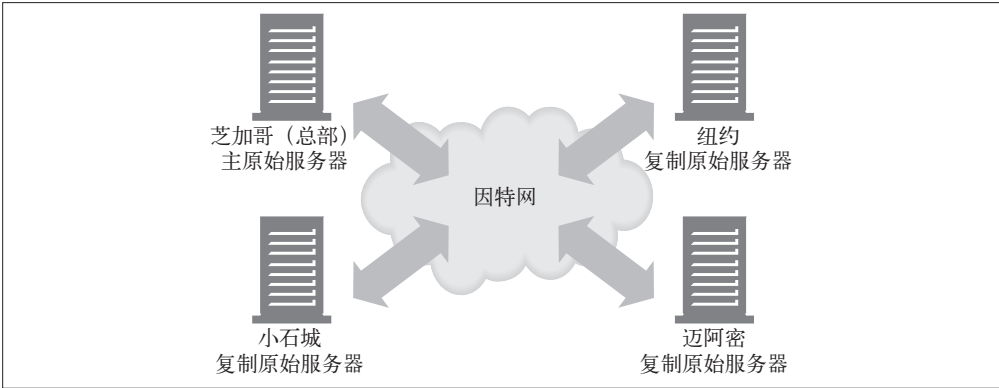 芝加哥（总部）
主原始服务器
纽约
复制原始服务器
因特网
小石城
复制原始服务器
迈阿密
复制原始服务器